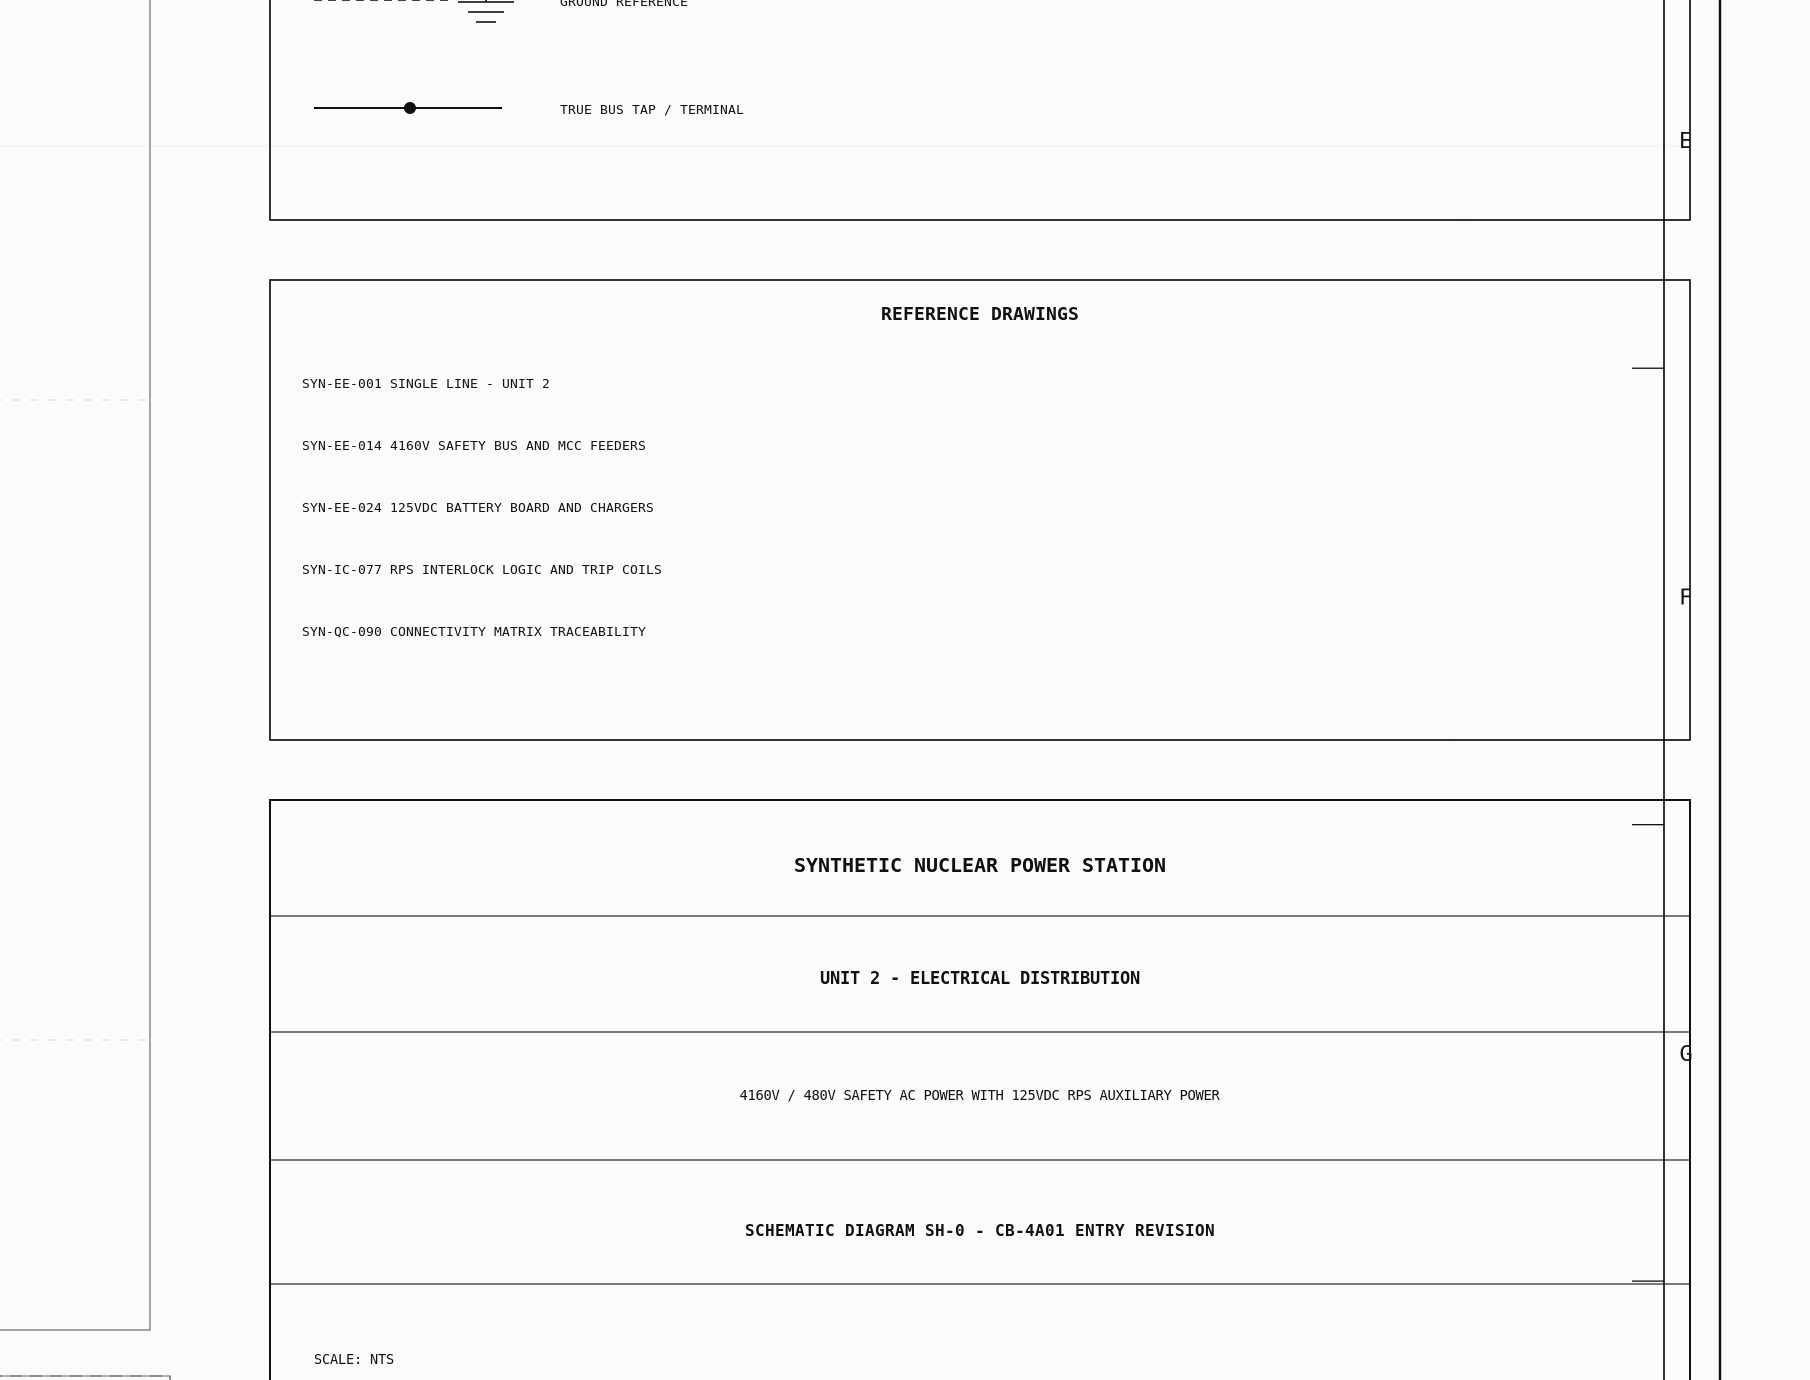 GROUND REFERENCE
TRUE BUS TAP / TERMINAL
E
REFERENCE DRAWINGS
SYN-EE-001 SINGLE LINE - UNIT 2
SYN-EE-014 4160V SAFETY BUS AND MCC FEEDERS
SYN-EE-024 125VDC BATTERY BOARD AND CHARGERS
SYN-IC-077 RPS INTERLOCK LOGIC AND TRIP COILS
F
SYN-QC-090 CONNECTIVITY MATRIX TRACEABILITY
SYNTHETIC NUCLEAR POWER STATION
UNIT 2 - ELECTRICAL DISTRIBUTION
G
4160V / 480V SAFETY AC POWER WITH 125VDC RPS AUXILIARY POWER
SCHEMATIC DIAGRAM SH-0 - CB-4A01 ENTRY REVISION
SCALE: NTS